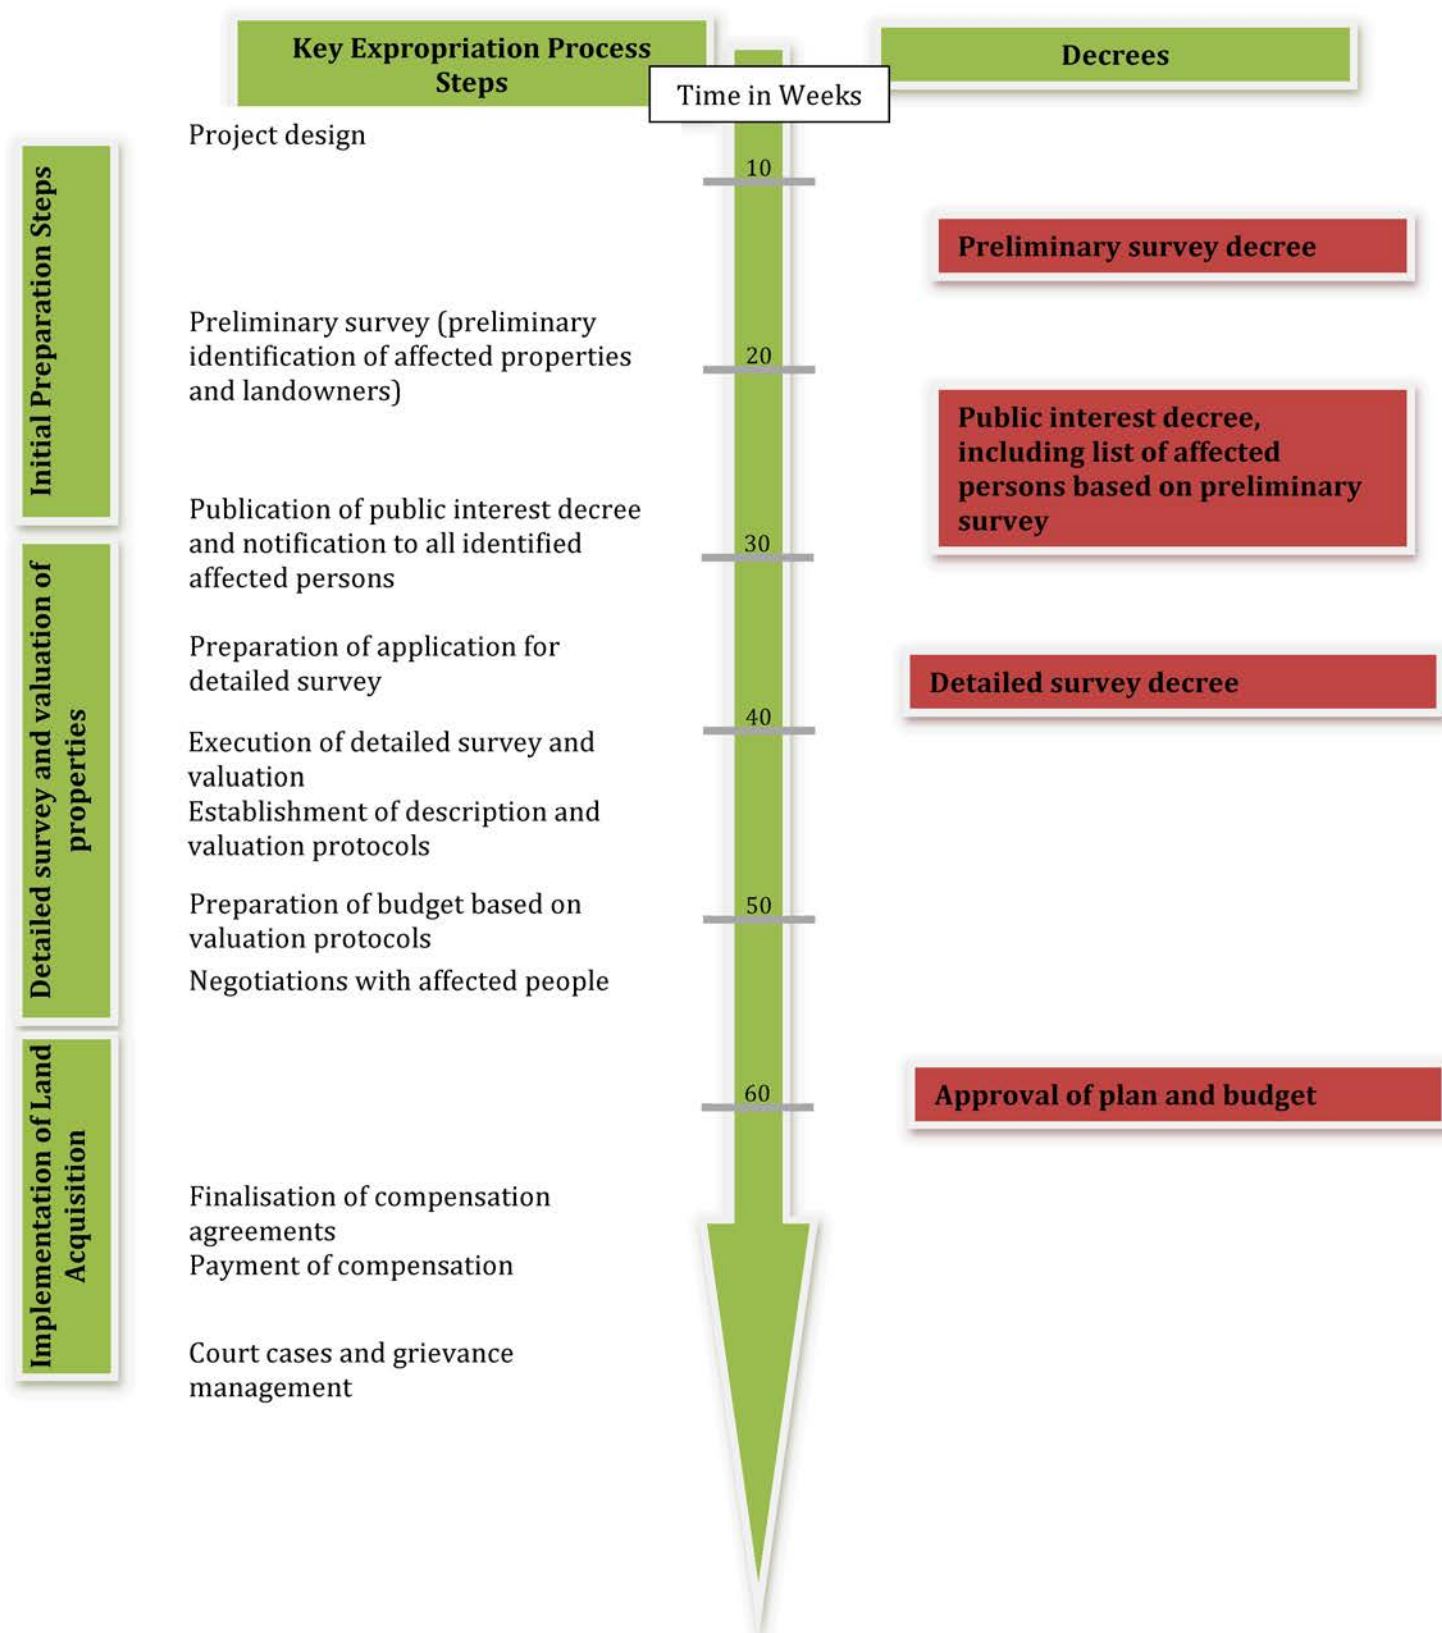 Key Expropriation Process
Steps
Time in Weeks
Decrees
Initial Preparation Steps
Project design
10
Preliminary survey decree
Preliminary survey (preliminary
identification of affected properties
and landowners)
20
Public interest decree,
including list of affected
persons based on preliminary
survey
Publication of public interest decree
and notification to all identified
affected persons
30
Detailed survey and valuation of
properties
Preparation of application for
detailed survey
Detailed survey decree
40
Execution of detailed survey and
valuation
Establishment of description and
valuation protocols
Preparation of budget based on
valuation protocols
50
Negotiations with affected people
Implementation of Land
Acquisition
60
Approval of plan and budget
Finalisation of compensation
agreements
Payment of compensation
Court cases and grievance
management